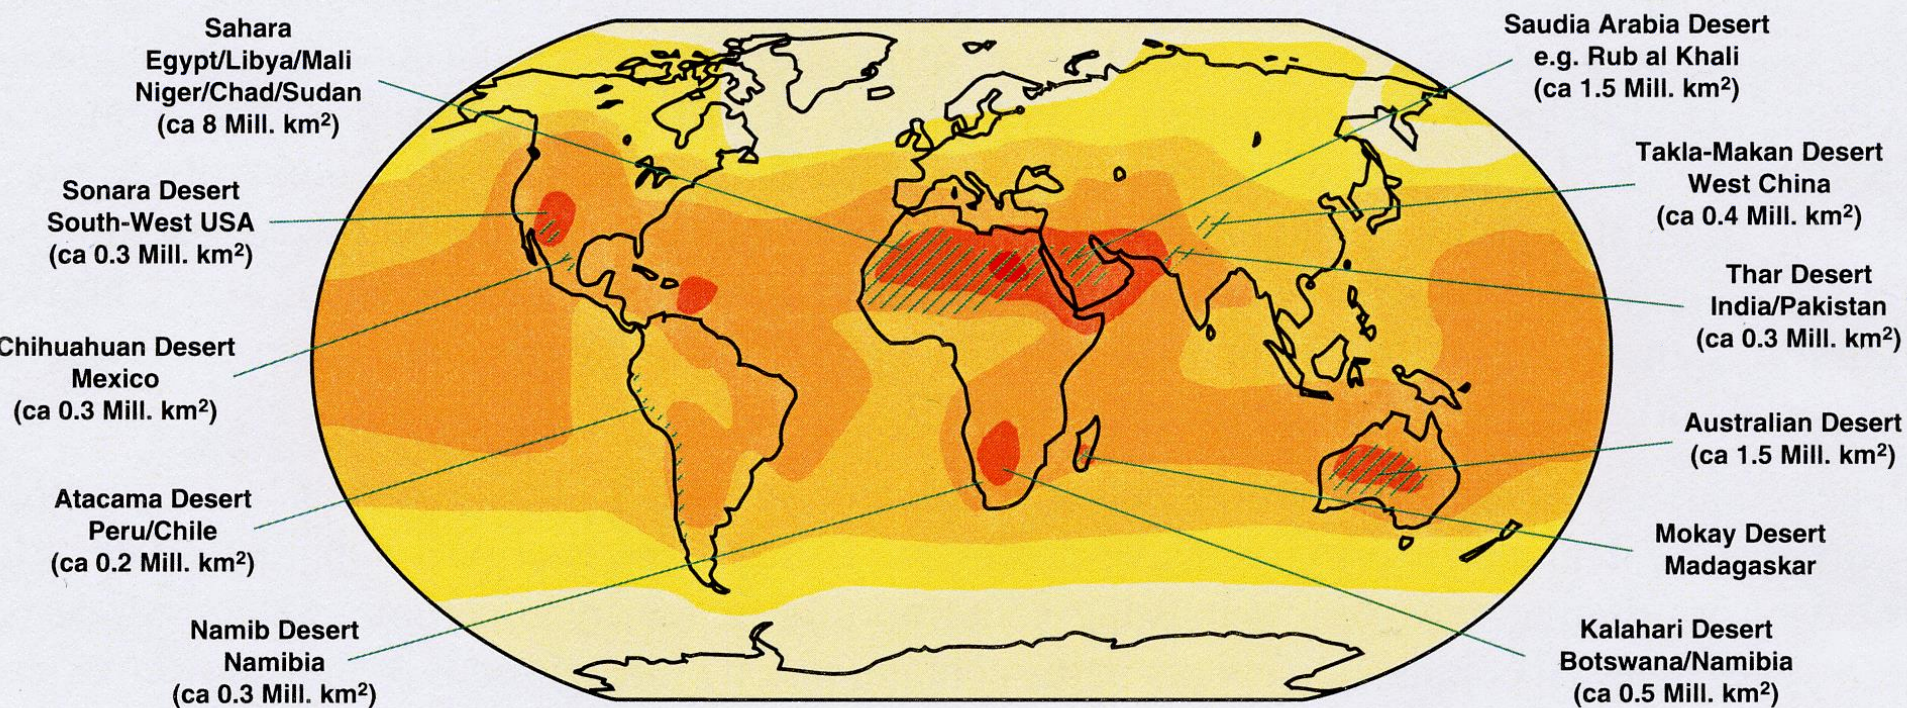 Sahara
Egypt/Libya/Mali
Niger/Chad/Sudan
(ca 8 Mill. km²)
Sonara Desert
South-West USA
(ca 0.3 Mill. km²)
Chihuahuan Desert
Mexico
(ca 0.3 Mill. km²)
Atacama Desert
Peru/Chile
(ca 0.2 Mill. km²)
Namib Desert
Namibia
(ca 0.3 Mill. km²)
Saudia Arabia Desert
e.g. Rub al Khali
(ca 1.5 Mill. km²)
Takla-Makan Desert
West China
(ca 0.4 Mill. km²)
Thar Desert
India/Pakistan
(ca 0.3 Mill. km²)
Australian Desert
(ca 1.5 Mill. km²)
Mokay Desert
Madagaskar
Kalahari Desert
Botswana/Namibia
(ca 0.5 Mill. km²)